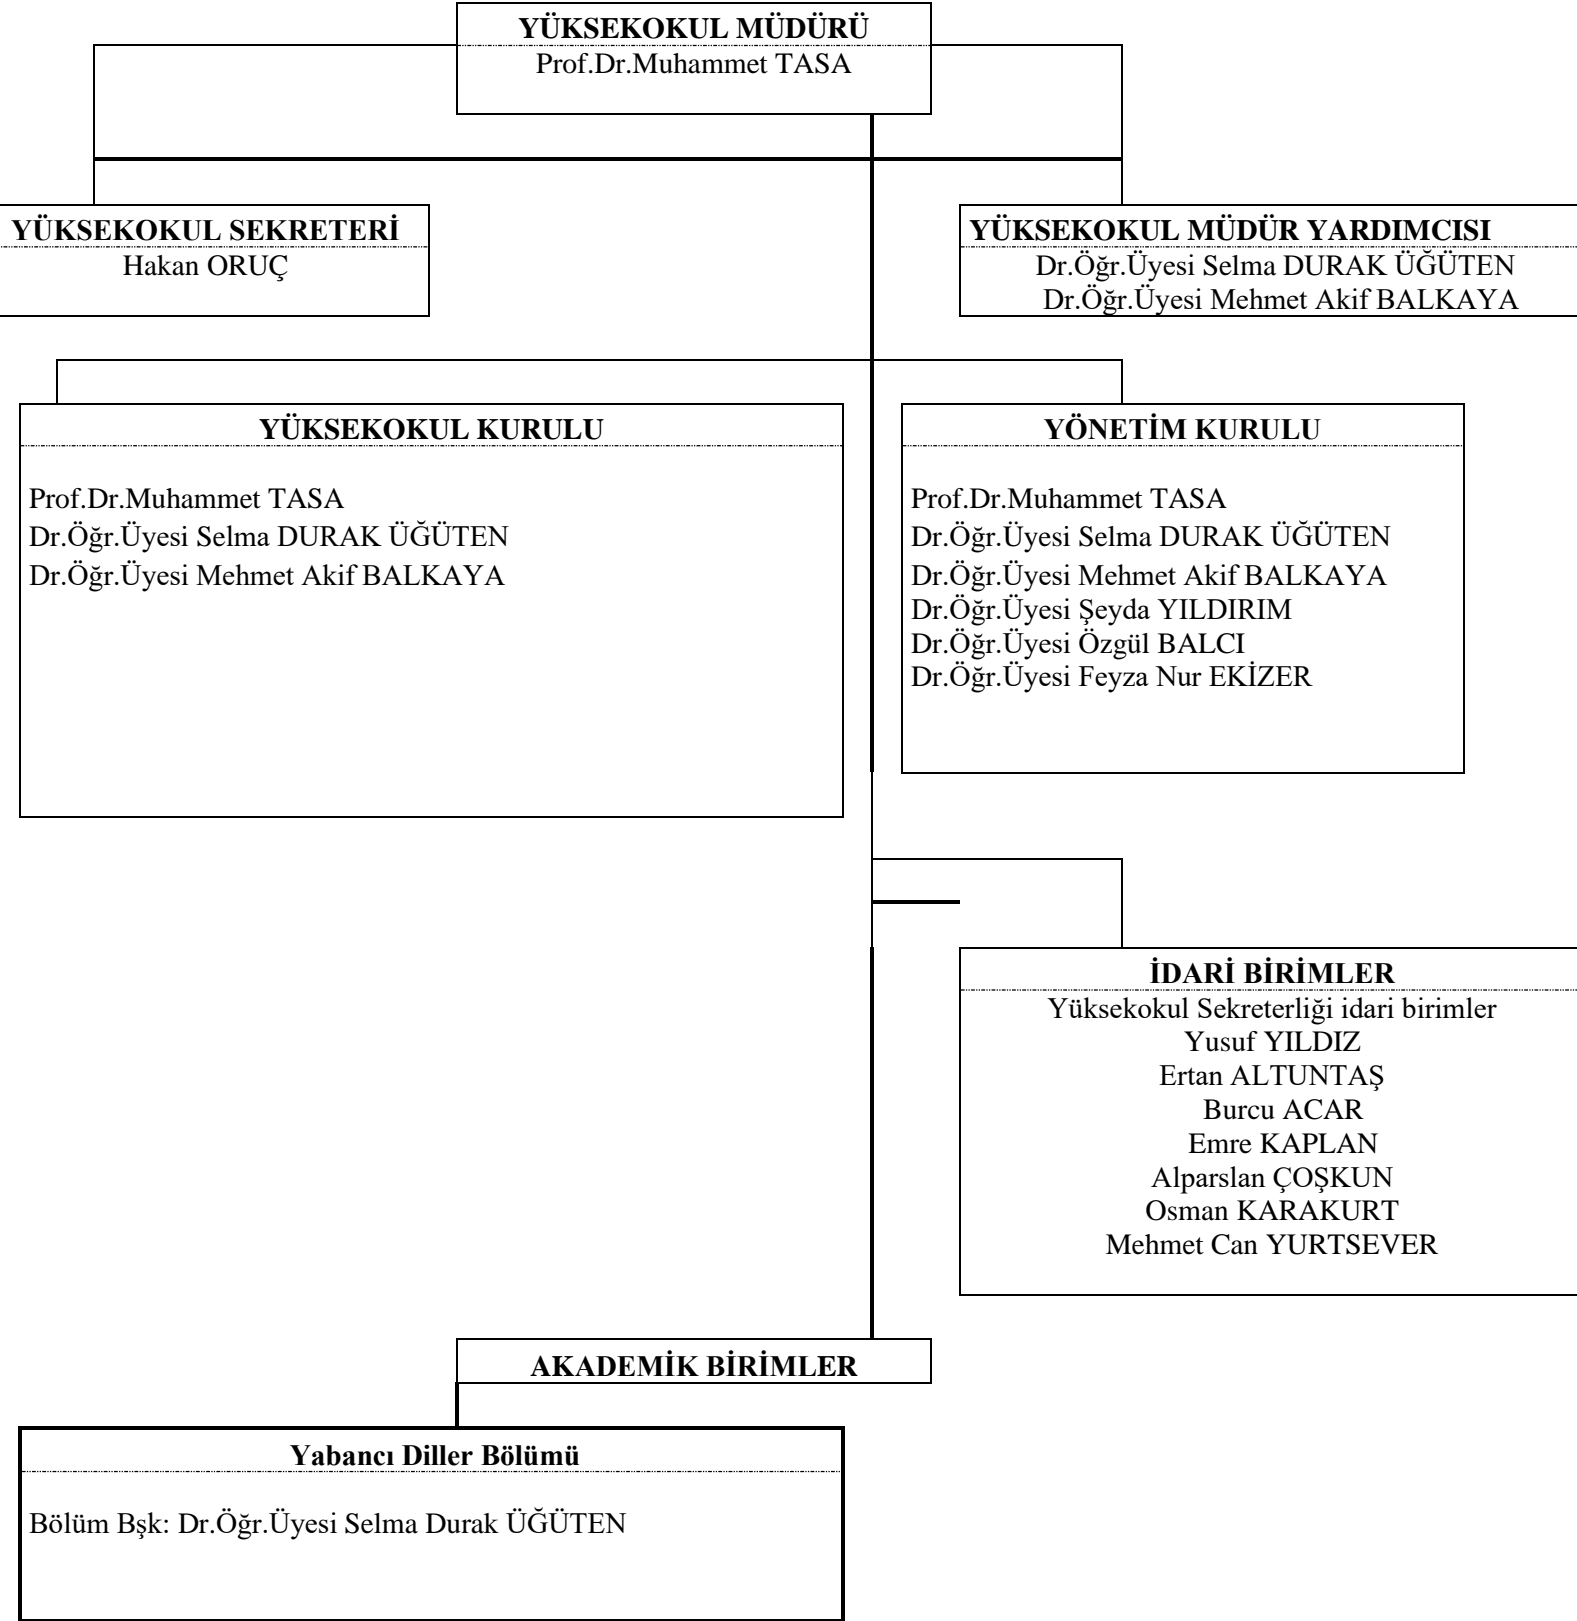 YÜKSEKOKUL MÜDÜRÜ
Prof.Dr.Muhammet TASA
YÜKSEKOKUL SEKRETERİ
Hakan ORUÇ
YÜKSEKOKUL MÜDÜR YARDIMCISI
Dr.Öğr.Üyesi Selma DURAK ÜĞÜTEN
Dr.Öğr.Üyesi Mehmet Akif BALKAYA
YÜKSEKOKUL KURULU
Prof.Dr.Muhammet TASA
Dr.Öğr.Üyesi Selma DURAK ÜĞÜTEN
Dr.Öğr.Üyesi Mehmet Akif BALKAYA
YÖNETİM KURULU
Prof.Dr.Muhammet TASA
Dr.Öğr.Üyesi Selma DURAK ÜĞÜTEN
Dr.Öğr.Üyesi Mehmet Akif BALKAYA
Dr.Öğr.Üyesi Şeyda YILDIRIM
Dr.Öğr.Üyesi Özgül BALCI
Dr.Öğr.Üyesi Feyza Nur EKİZER
İDARİ BİRİMLER
Yüksekokul Sekreterliği idari birimler
Yusuf YILDIZ
Ertan ALTUNTAŞ
Burcu ACAR
Emre KAPLAN
Alparslan ÇOŞKUN
Osman KARAKURT
Mehmet Can YURTSEVER
AKADEMİK BİRİMLER
Yabancı Diller Bölümü
Bölüm Bşk: Dr.Öğr.Üyesi Selma Durak ÜĞÜTEN